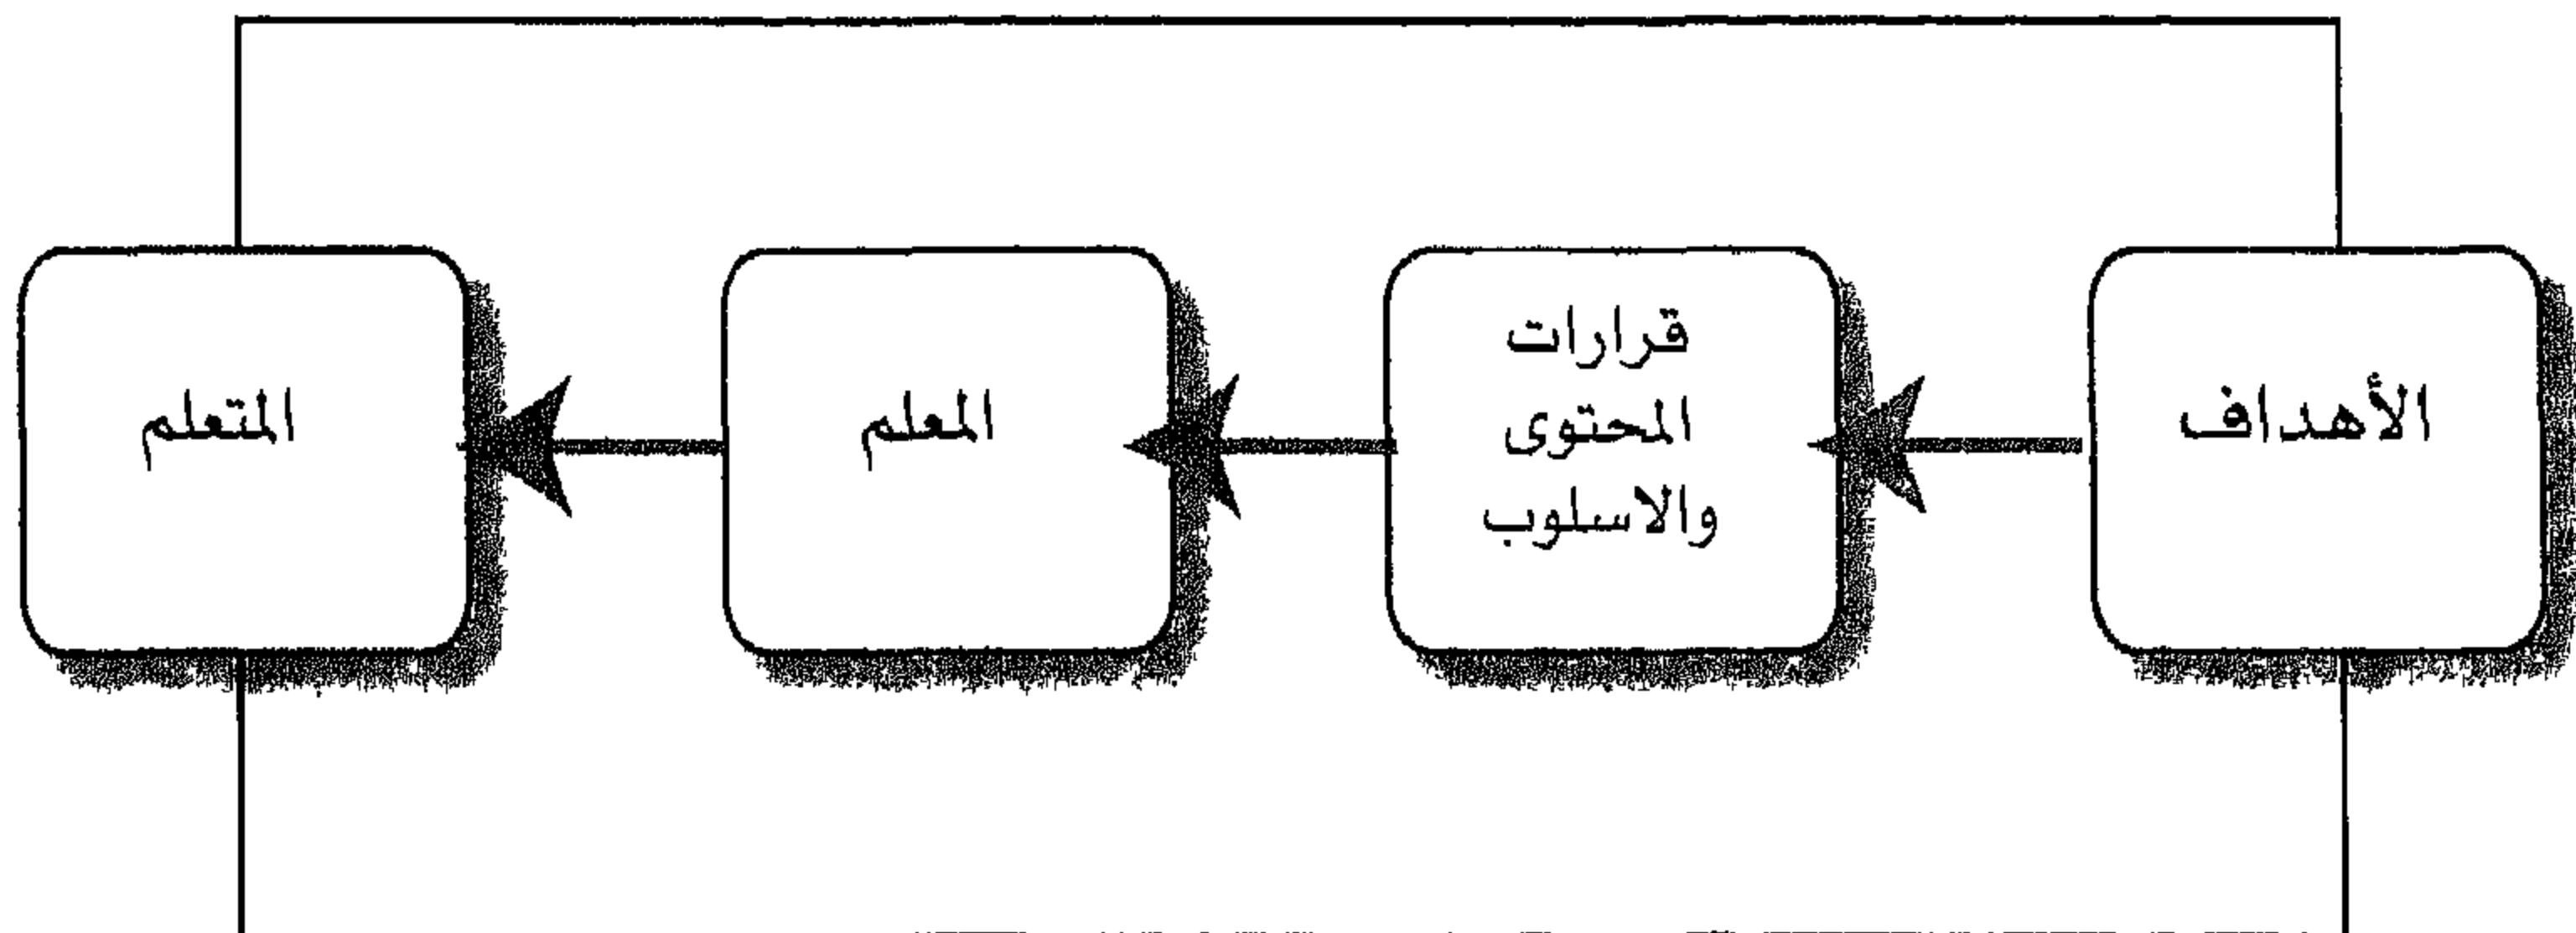 الأهداف
قرارات
المحتوى
والاسلوب
المعلم
المتعلم